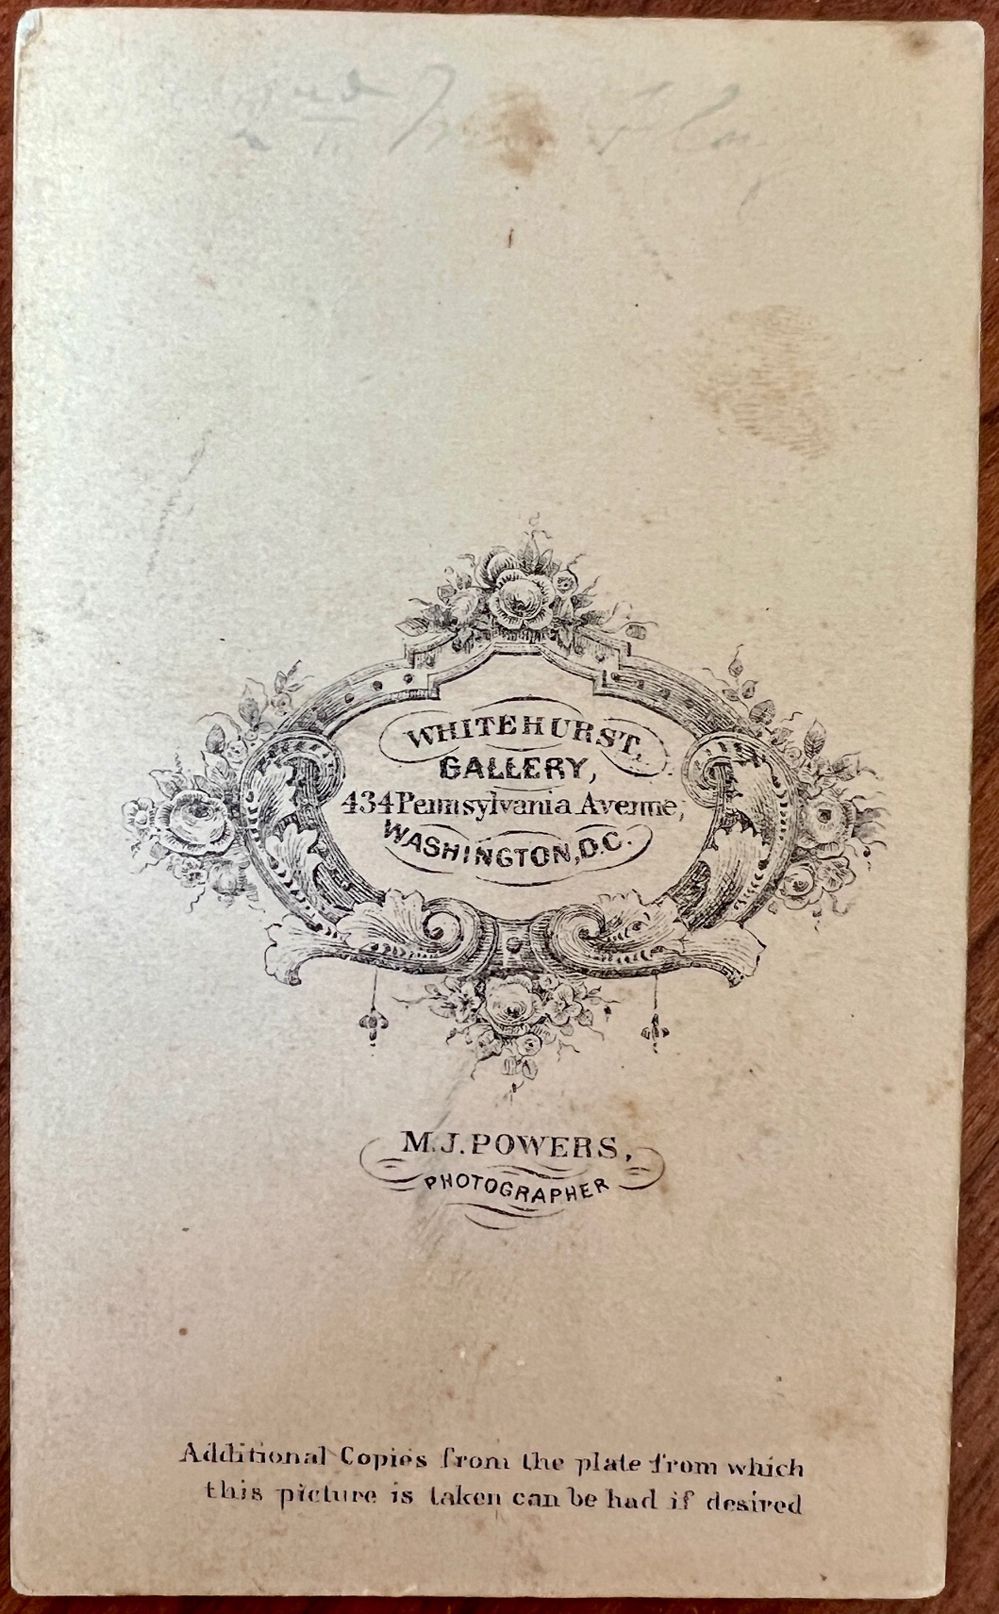 WHITEHURST,
GALLERY,
434 Pennsylvania Avenue,
WASHINGTON, D.C.
M.J. POWERS,
PHOTOGRAPHER
Additional Copies from the plate from which
this picture is taken can be had if desired